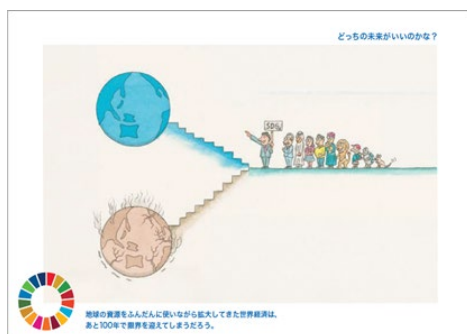 どっちの未来がいいのかな?
SDGs
地球の資源をふんだんに使いながら拡大してきた世界経済は、
あと100年で限界を迎えてしまうだろう。